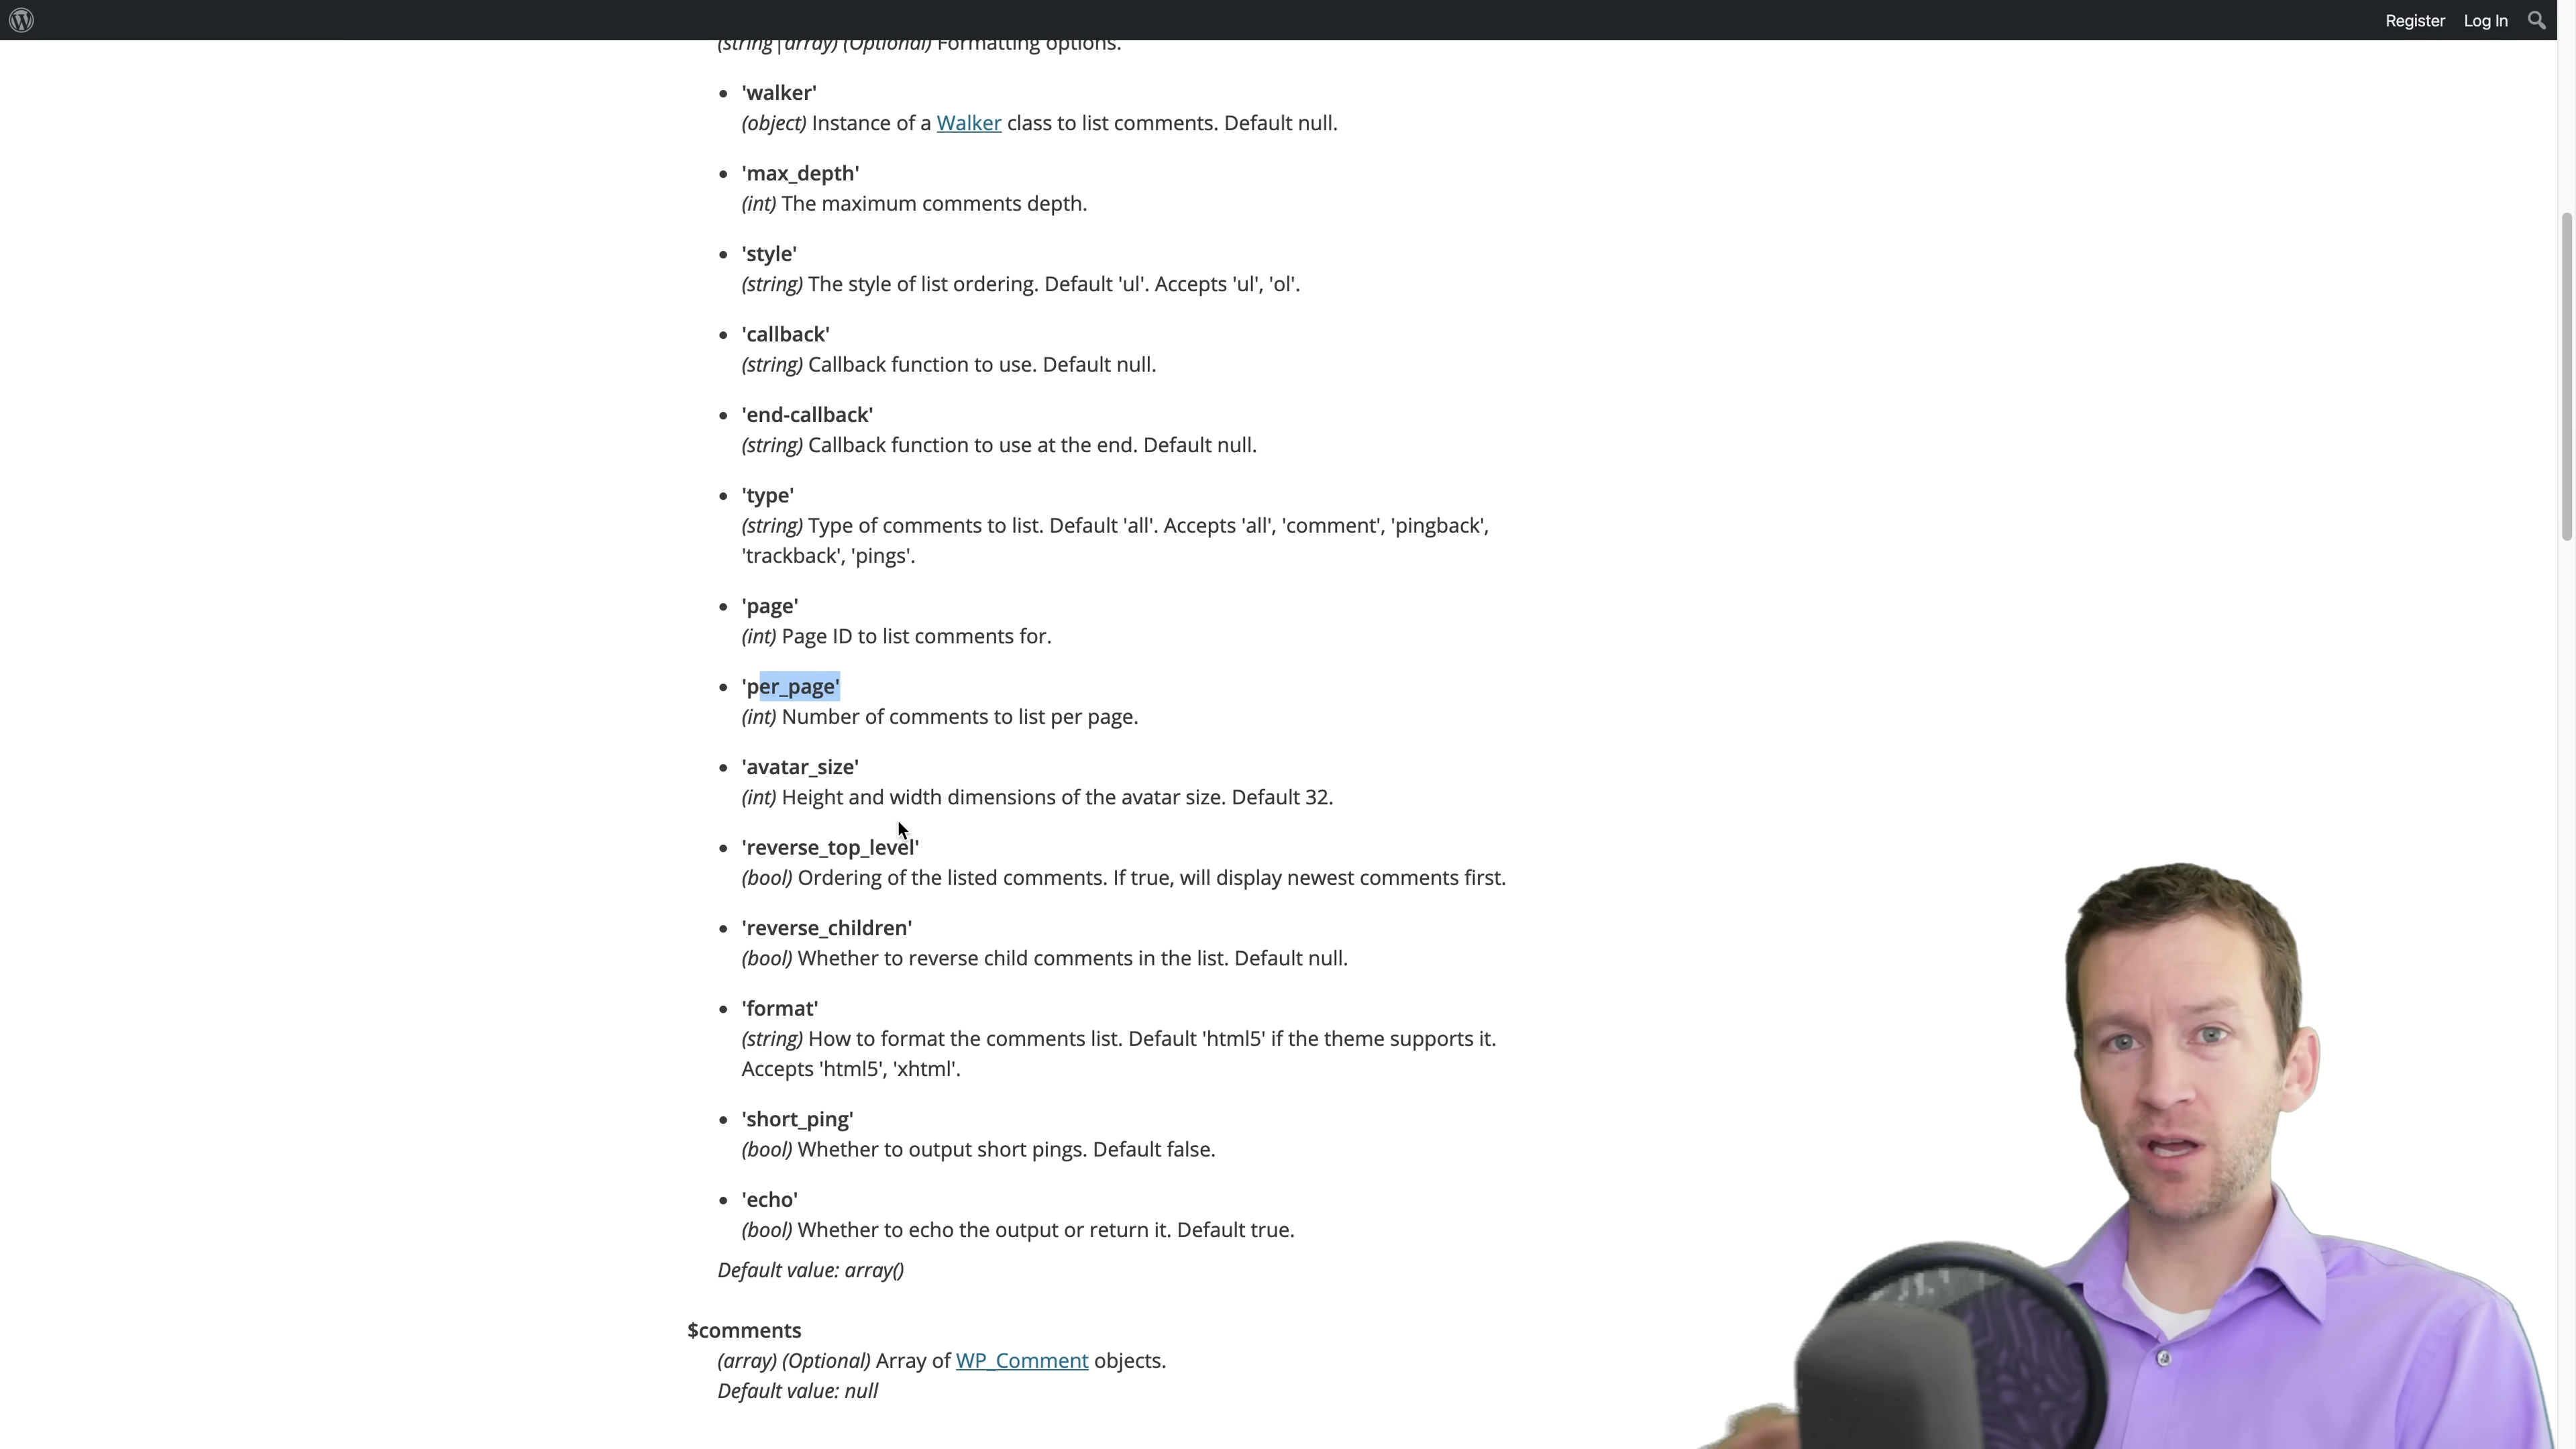 Register Log In
(string|array) (Optional) Formatting options.
'walker'
(object) Instance of a Walker class to list comments. Default null.
'max_depth'
(int) The maximum comments depth.
'style'
(string) The style of list ordering. Default 'ul'. Accepts 'ul', 'ol'.
'callback'
(string) Callback function to use. Default null.
'end-callback'
(string) Callback function to use at the end. Default null.
'type'
(string) Type of comments to list. Default 'all'. Accepts 'all', 'comment', 'pingback',
'trackback', 'pings'.
'page'
(int) Page ID to list comments for.
'per_page'
(int) Number of comments to list per page.
'avatar_size'
(int) Height and width dimensions of the avatar size. Default 32.
'reverse_top_level'
(bool) Ordering of the listed comments. If true, will display newest comments first.
'reverse_children'
(bool) Whether to reverse child comments in the list. Default null.
'format'
(string) How to format the comments list. Default 'html5' if the theme supports it.
Accepts 'html5', 'xhtml'.
'short_ping'
(bool) Whether to output short pings. Default false.
'echo'
(bool) Whether to echo the output or return it. Default true.
Default value: array()
$comments
(array) (Optional) Array of WP_Comment objects.
Default value: null